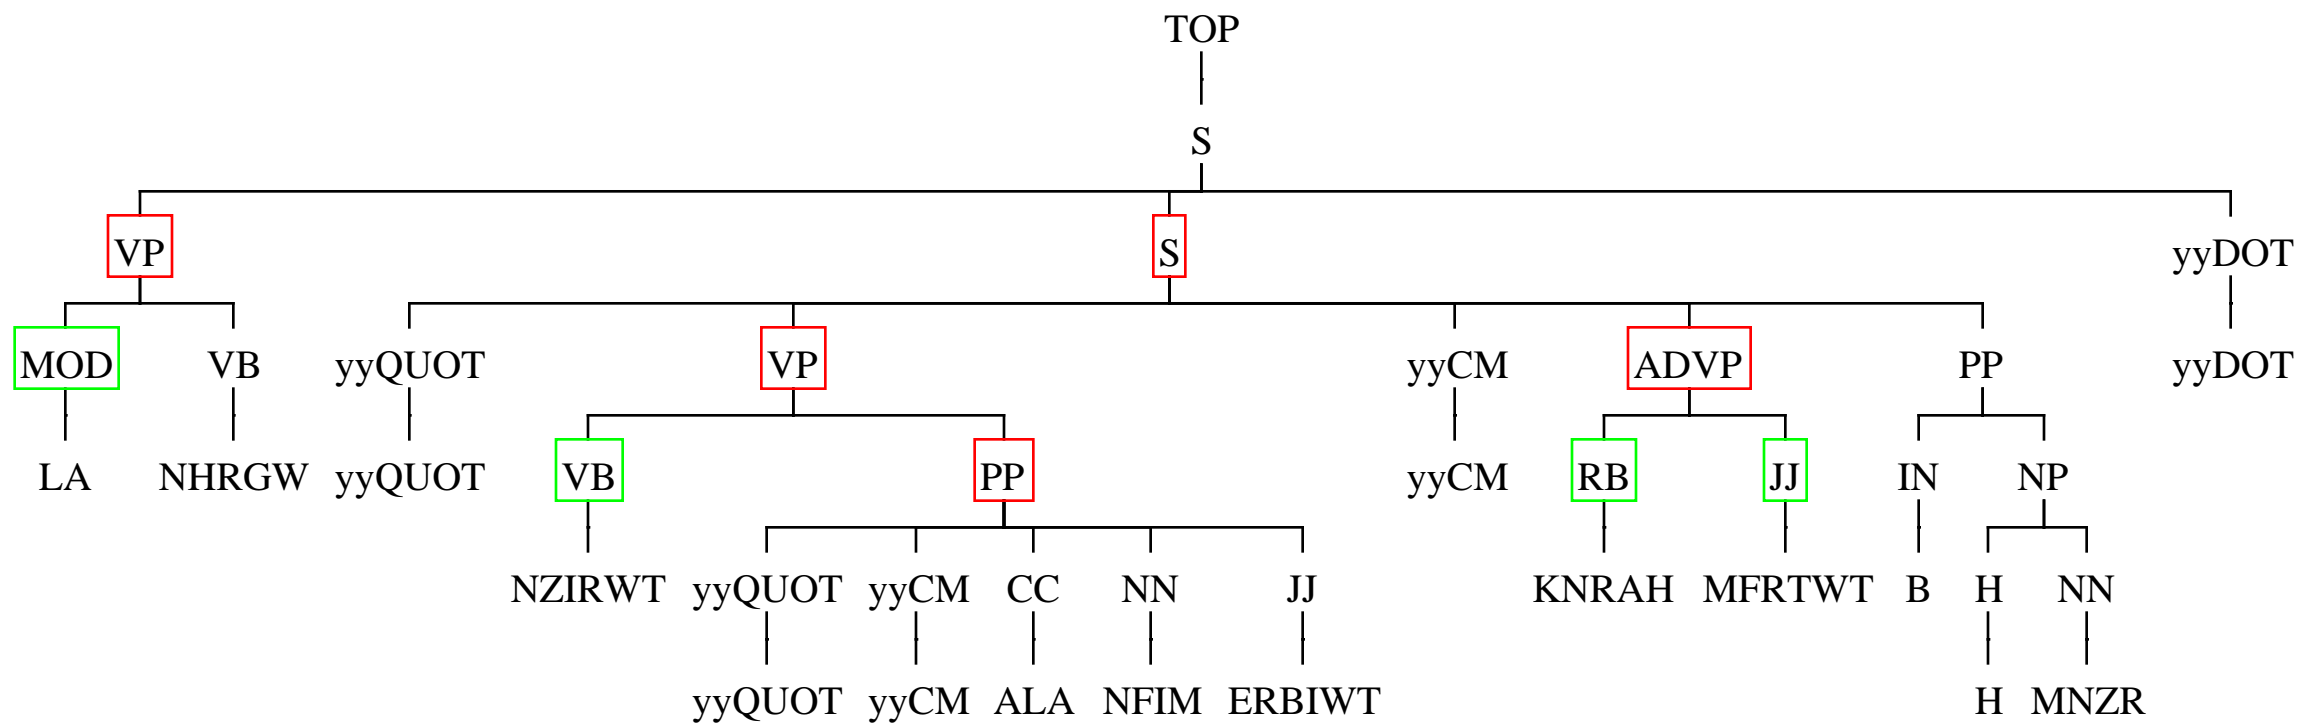 TOP
S
VP S yyDOT
MOD VB yyQUOT VP yyCM ADVP PP yyDOT
LA NHRGW yyQUOT VB PP yyCM RB JJ IN NP
NZIRWT yyQUOT yyCM CC NN JJ KNRAH MFRTWT B H NN
yyQUOT yyCM ALA NFIM ERBIWT H MNZR